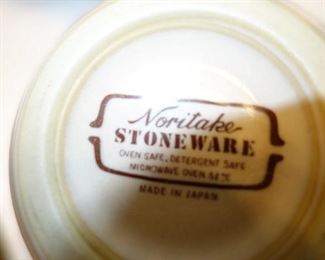 Noritake
STONEWARE
OVEN SAFE, DETERGENT SAFE
MICROWAVE OVEN SAFE
MADE IN JAPAN